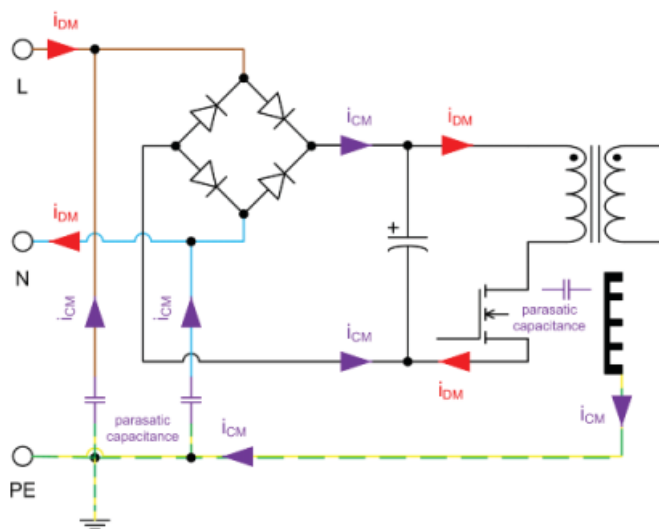 iDM
L
iCM
iDM
iDM
+
N
iCM
iCM
parasatic
capacitance
iCM
iDM
parasatic
capacitance
iCM
iCM
PE